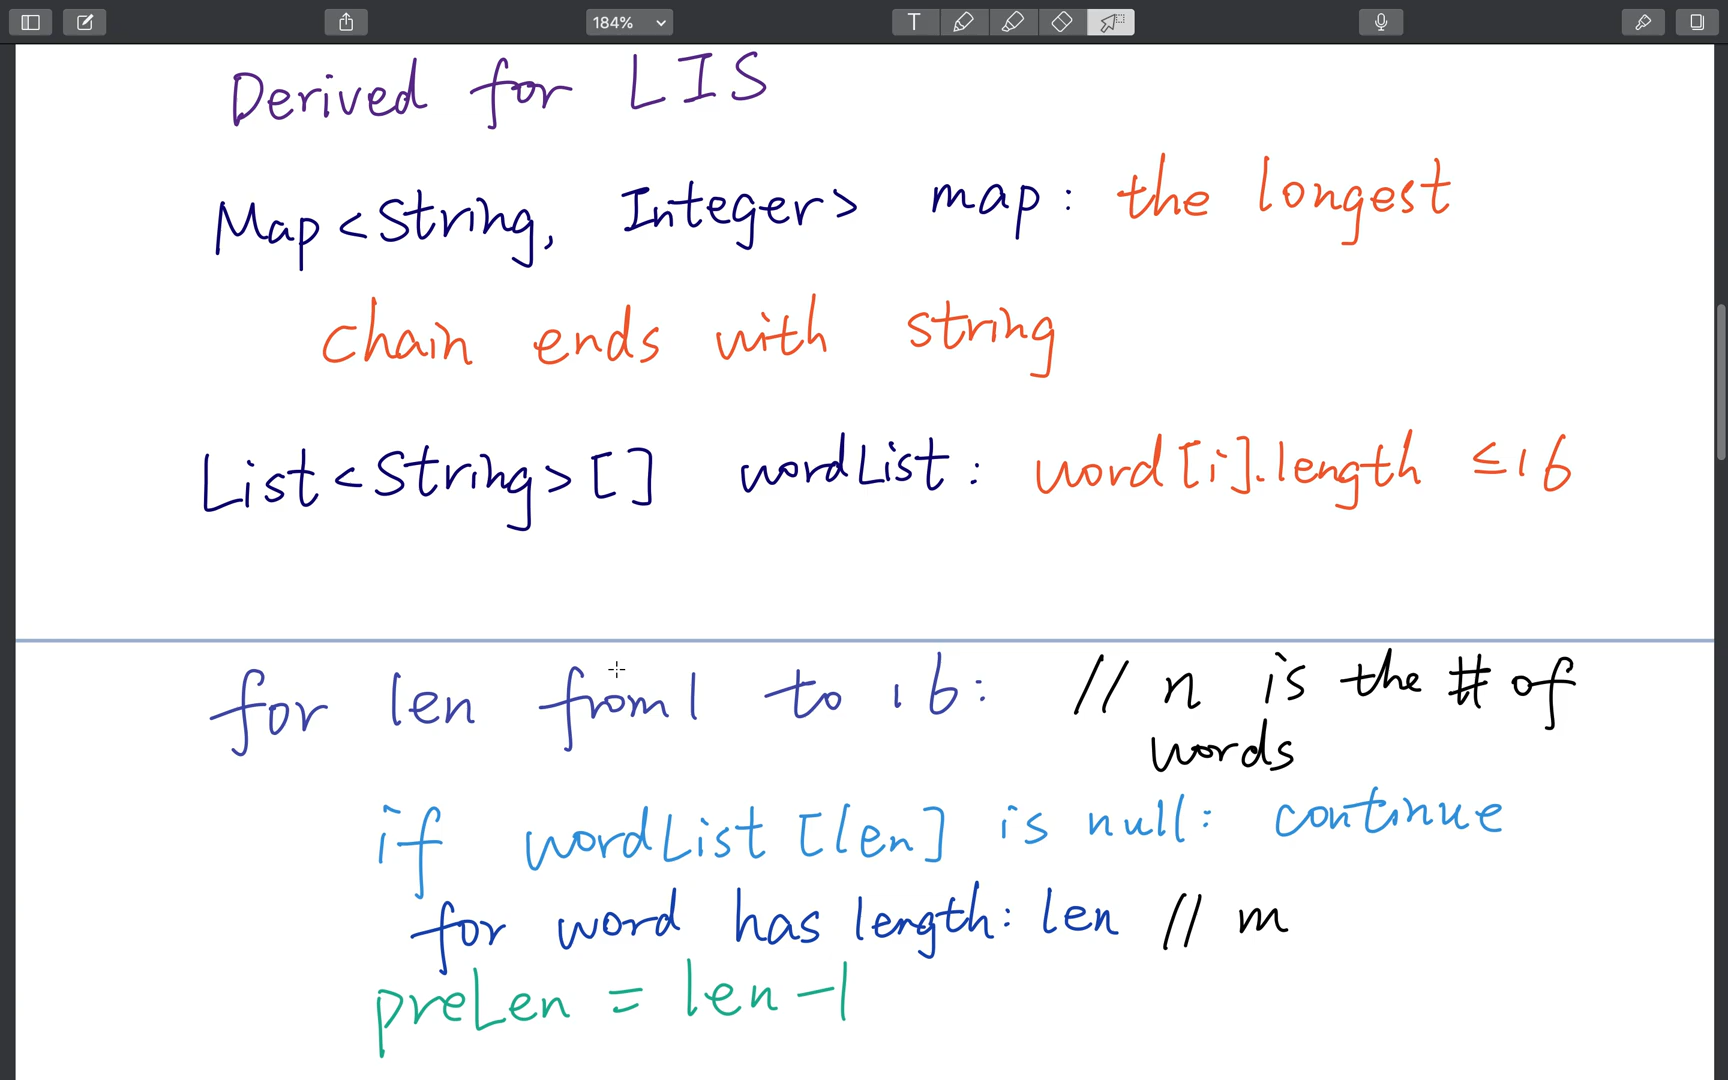 184%
T
Derived for LIS
Map<String, Integer> map: the longest
chain ends with string
List<String>[] wordList: word[i].length ≤16
for len from 1 to 16: // n is the # of
words
if wordList[len] is null: continue
for word has length: len // m
preLen = len-1